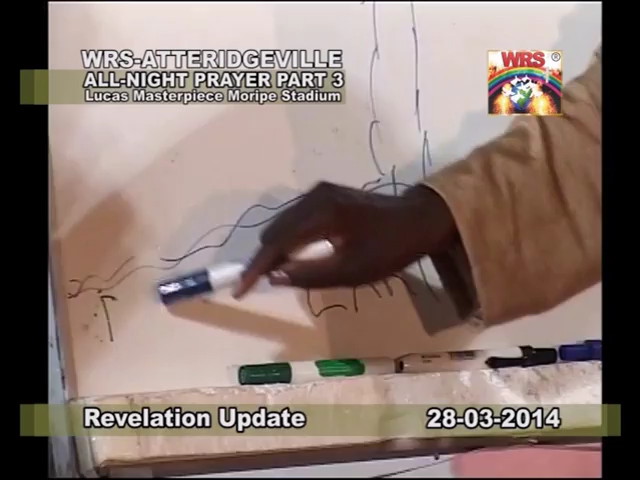 WRS-ATTERIDGEVILLE
ALL-NIGHT PRAYER PART 3
Lucas Masterpiece Moripe Stadium
WRS
Revelation Update
28-03-2014